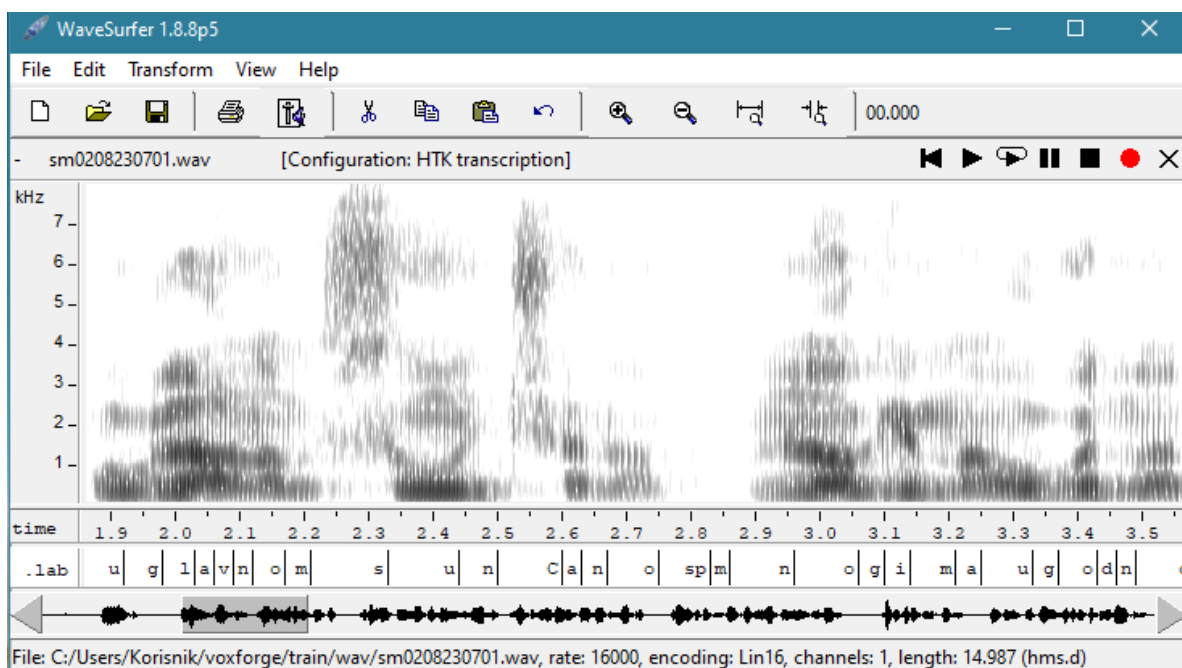 WaveSurfer 1.8.8p5
File Edit Transform View Help
00.000
- sm0208230701.wav [Configuration: HTK transcription]
kHz
7
6
5
4
3
2
1
time 1.9 2.0 2.1 2.2 2.3 2.4 2.5 2.6 2.7 2.8 2.9 3.0 3.1 3.2 3.3 3.4 3.5
.lab u g l a v n o m s u n C a n o sp m n o g i m a u g o d n
File: C:/Users/Korisnik/voxforge/train/wav/sm0208230701.wav, rate: 16000, encoding: Lin16, channels: 1, length: 14.987 (hms.d)